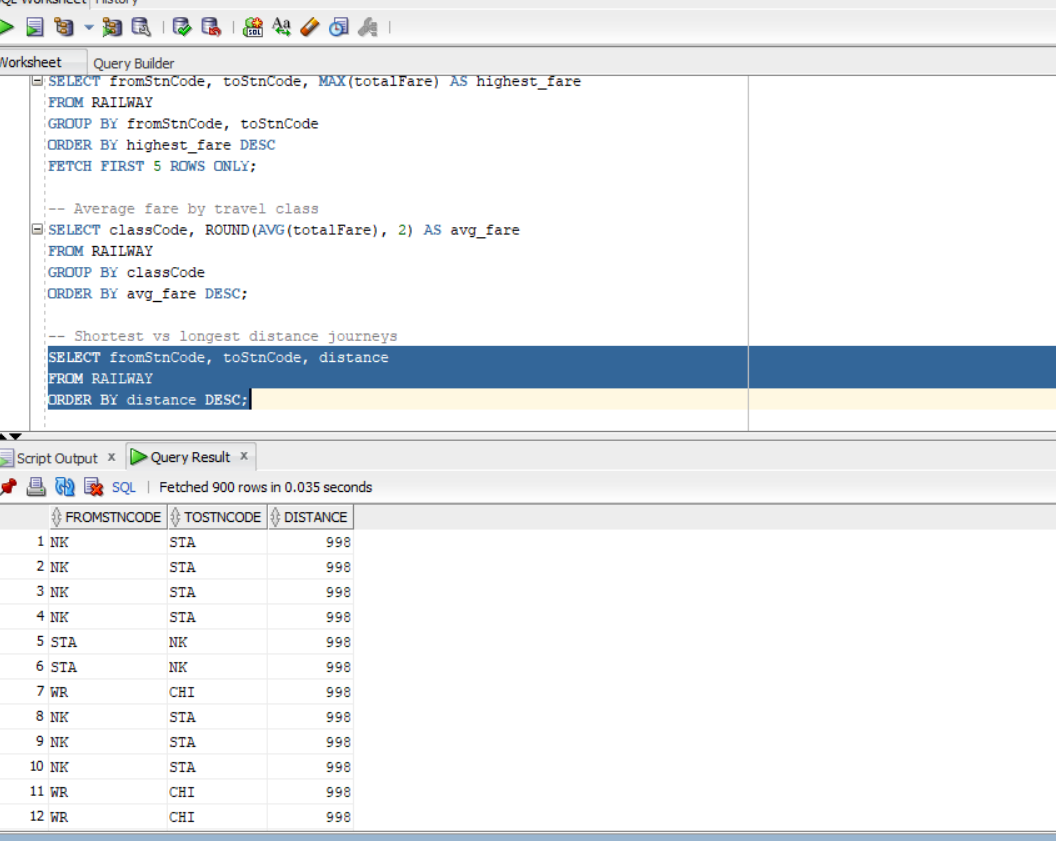 SQL Worksheet History
Worksheet Query Builder
SELECT fromStnCode, toStnCode, MAX(totalFare) AS highest_fare
FROM RAILWAY
GROUP BY fromStnCode, toStnCode
ORDER BY highest_fare DESC
FETCH FIRST 5 ROWS ONLY;
-- Average fare by travel class
SELECT classCode, ROUND(AVG(totalFare), 2) AS avg_fare
FROM RAILWAY
GROUP BY classCode
ORDER BY avg_fare DESC;
-- Shortest vs longest distance journeys
SELECT fromStnCode, toStnCode, distance
FROM RAILWAY
ORDER BY distance DESC;
Script Output x Query Result x
SQL | Fetched 900 rows in 0.035 seconds
FROMSTNCODE TOSTNCODE DISTANCE
1 NK STA 998
2 NK STA 998
3 NK STA 998
4 NK STA 998
5 STA NK 998
6 STA NK 998
7 WR CHI 998
8 NK STA 998
9 NK STA 998
10 NK STA 998
11 WR CHI 998
12 WR CHI 998